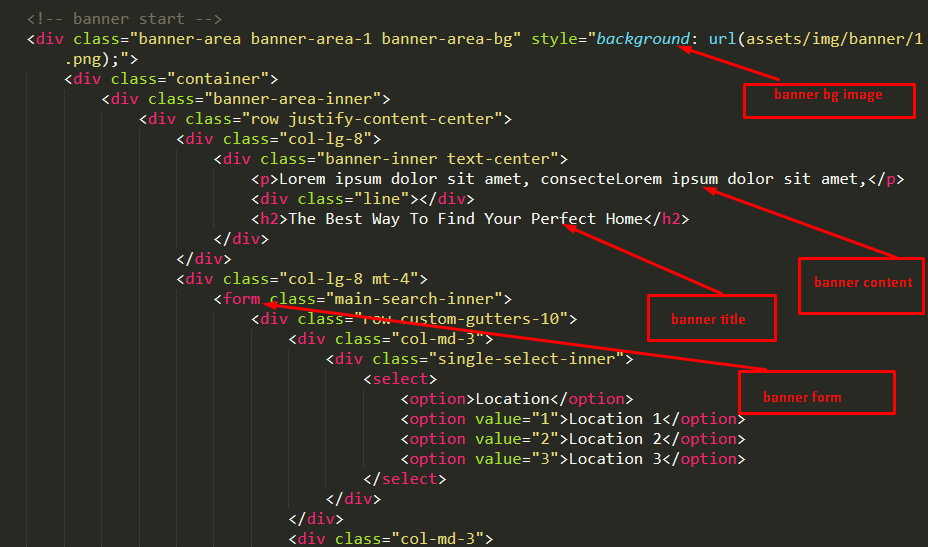 <!-- banner start -->
<div class="banner-area banner-area-1 banner-area-bg" style="background: url(assets/img/banner/1
.png);">
<div class="container">
banner bg image
<div class="banner-area-inner">
<div class="row justify-content-center">
<div class="col-lg-8">
<div class="banner-inner text-center">
<p>Lorem ipsum dolor sit amet, consecteLorem ipsum dolor sit amet,</p>
<div class="line"></div>
<h2>The Best Way To Find Your Perfect Home</h2>
</div>
</div>
<div class="col-lg-8 mt-4">
banner content
<form class="main-search-inner">
<div class="row custom-gutters-10">
banner title
<div class="col-md-3">
<div class="single-select-inner">
<select>
<option>Location</option>
banner form
<option value="1">Location 1</option>
<option value="2">Location 2</option>
<option value="3">Location 3</option>
</select>
</div>
</div>
<div class="col-md-3">